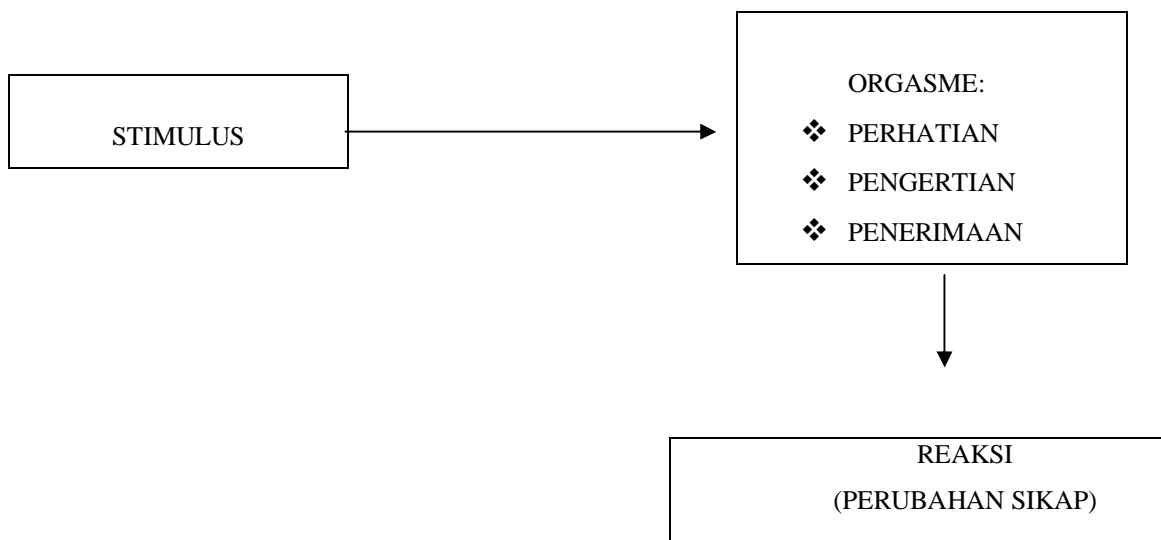 STIMULUS
ORGASME:
❖ PERHATIAN
❖ PENGERTIAN
❖ PENERIMAAN
REAKSI
(PERUBAHAN SIKAP)